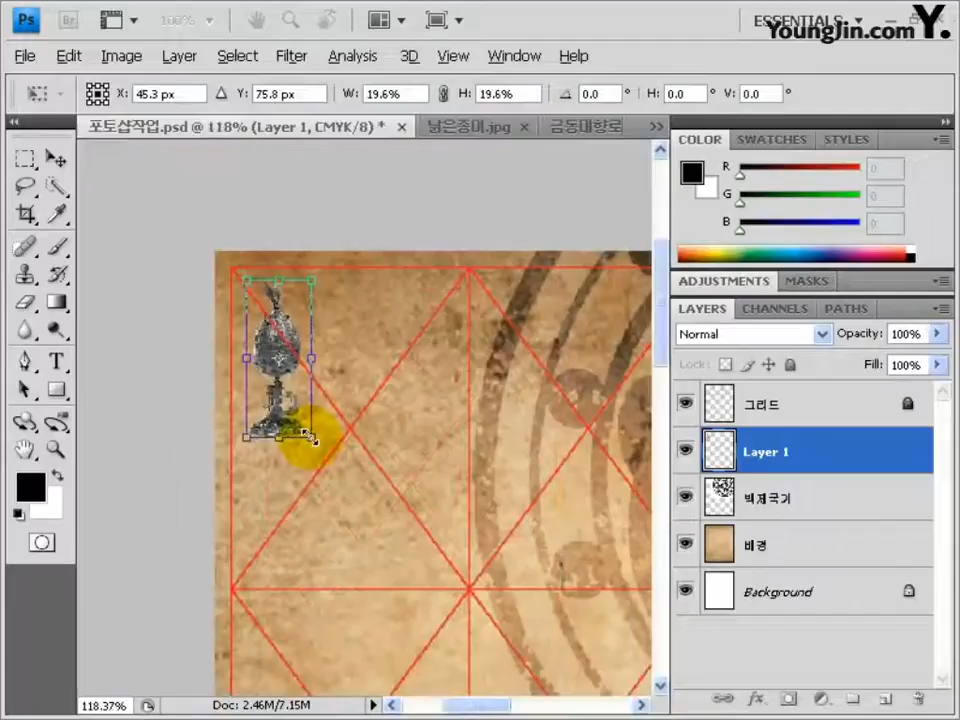 Ps Br 100% ESSENTIALS
YoungJin.com Y.
File Edit Image Layer Select Filter Analysis 3D View Window Help
X: 45.3 px Y: 75.8 px W: 19.6% H: 19.6% 0.0 ° H: 0.0 ° V: 0.0 °
포토샵작업.psd @ 118% (Layer 1, CMYK/8) * 낡은종이.jpg 금동대향로
COLOR SWATCHES STYLES
R 0
G 0
B 0
ADJUSTMENTS MASKS
LAYERS CHANNELS PATHS
Normal Opacity: 100%
Lock: Fill: 100%
그리드
Layer 1
백제국기
배경
Background
T
118.37% Doc: 2.46M/7.15M